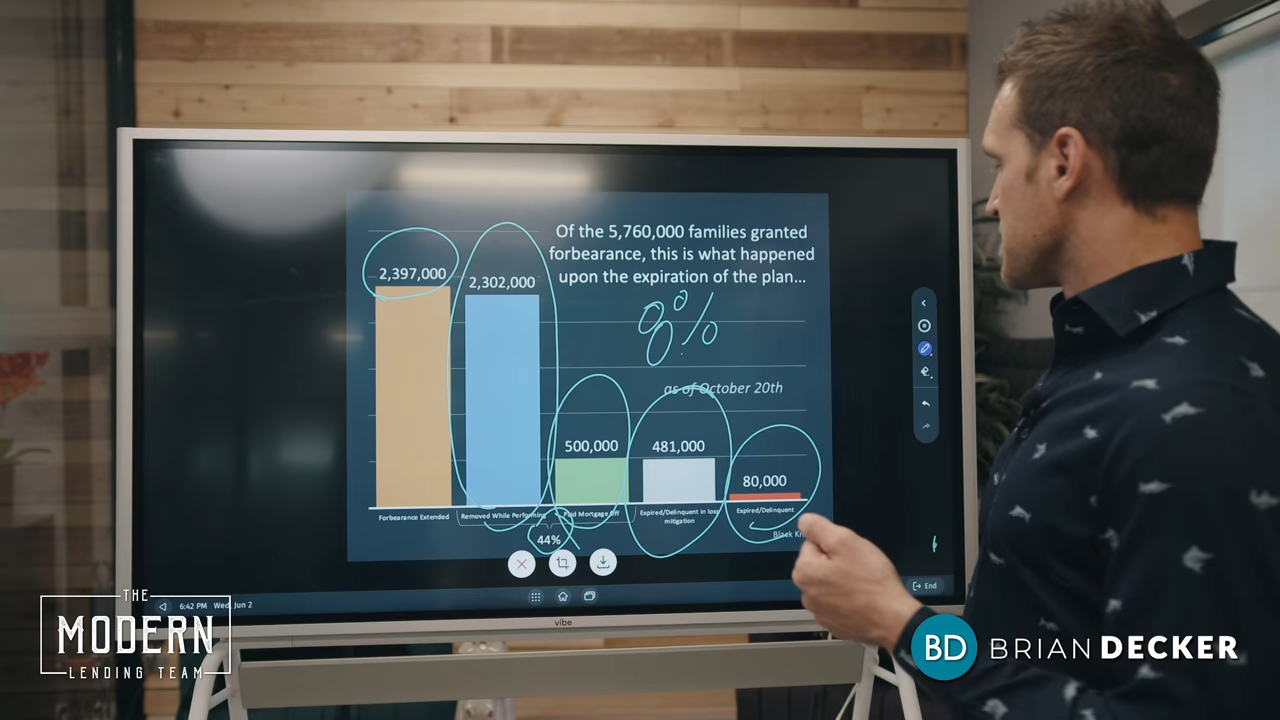 Of the 5,760,000 families granted
forbearance, this is what happened
upon the expiration of the plan...
8%
as of October 20th
2,397,000
2,302,000
500,000
481,000
80,000
Forbearance Extended
Removed While Performing
Paid Mortgage Off
Expired/Delinquent in loss
mitigation
Expired/Delinquent
44%
Black
End
6:42 PM Wed, Jun 2
vibe
THE
MODERN
LENDING TEAM
BD BRIAN DECKER